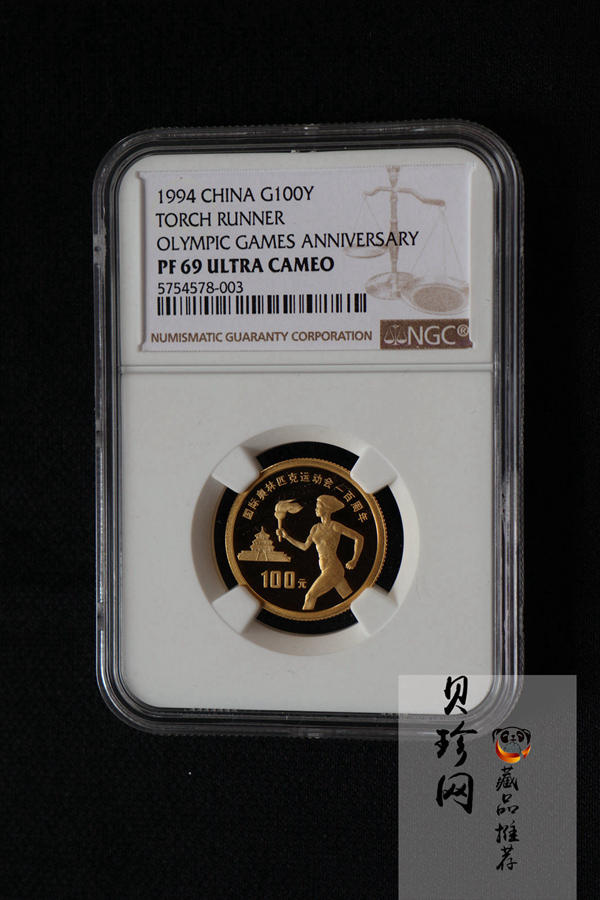 1994 CHINA G100Y
TORCH RUNNER
OLYMPIC GAMES ANNIVERSARY
PF 69 ULTRA CAMEO
5754578-003
NUMISMATIC GUARANTY CORPORATION
NGC®
国际奥林匹克运动会一百周年
100元
贝珍网
藏品推荐